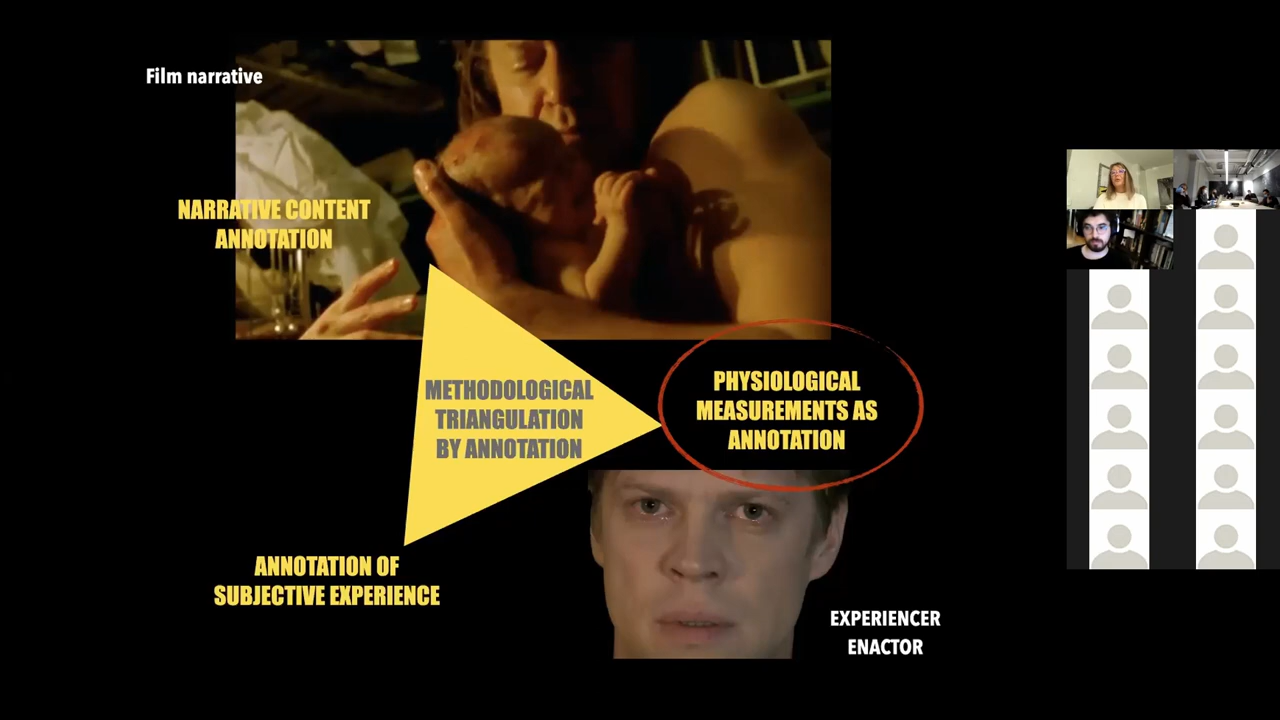 Film narrative
NARRATIVE CONTENT
ANNOTATION
METHODOLOGICAL
TRIANGULATION
BY ANNOTATION
PHYSIOLOGICAL
MEASUREMENTS AS
ANNOTATION
ANNOTATION OF
SUBJECTIVE EXPERIENCE
EXPERIENCER
ENACTOR